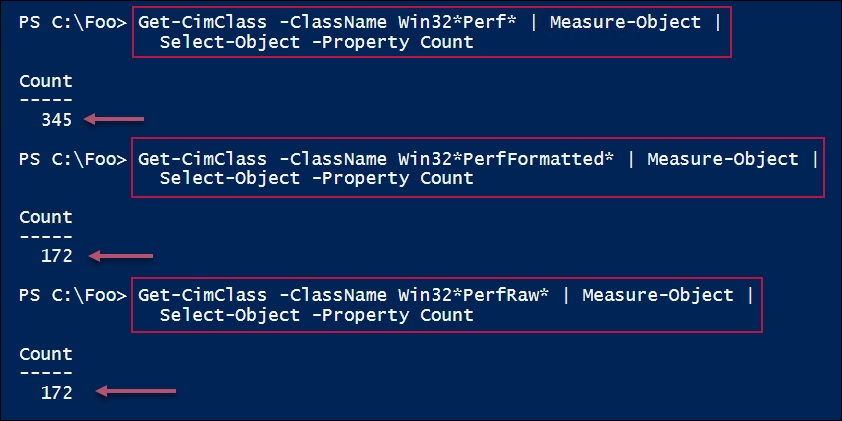 PS C:\Foo> Get-CimClass -ClassName Win32*Perf* | Measure-Object |
Select-Object -Property Count
Count
-----
345
PS C:\Foo> Get-CimClass -ClassName Win32*PerfFormatted* | Measure-Object |
Select-Object -Property Count
Count
-----
172
PS C:\Foo> Get-CimClass -ClassName Win32*PerfRaw* | Measure-Object |
Select-Object -Property Count
Count
-----
172